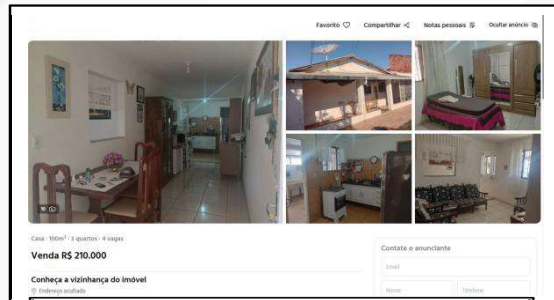 Favorito
Compartilhar
Notas pessoais
Ocultar anúncio
Casa · 160m² · 3 quartos · 4 vagas
Venda R$ 210.000
Conheça a vizinhança do imóvel
Endereço ocultado
Contate o anunciante
Email
Nome
Telefone